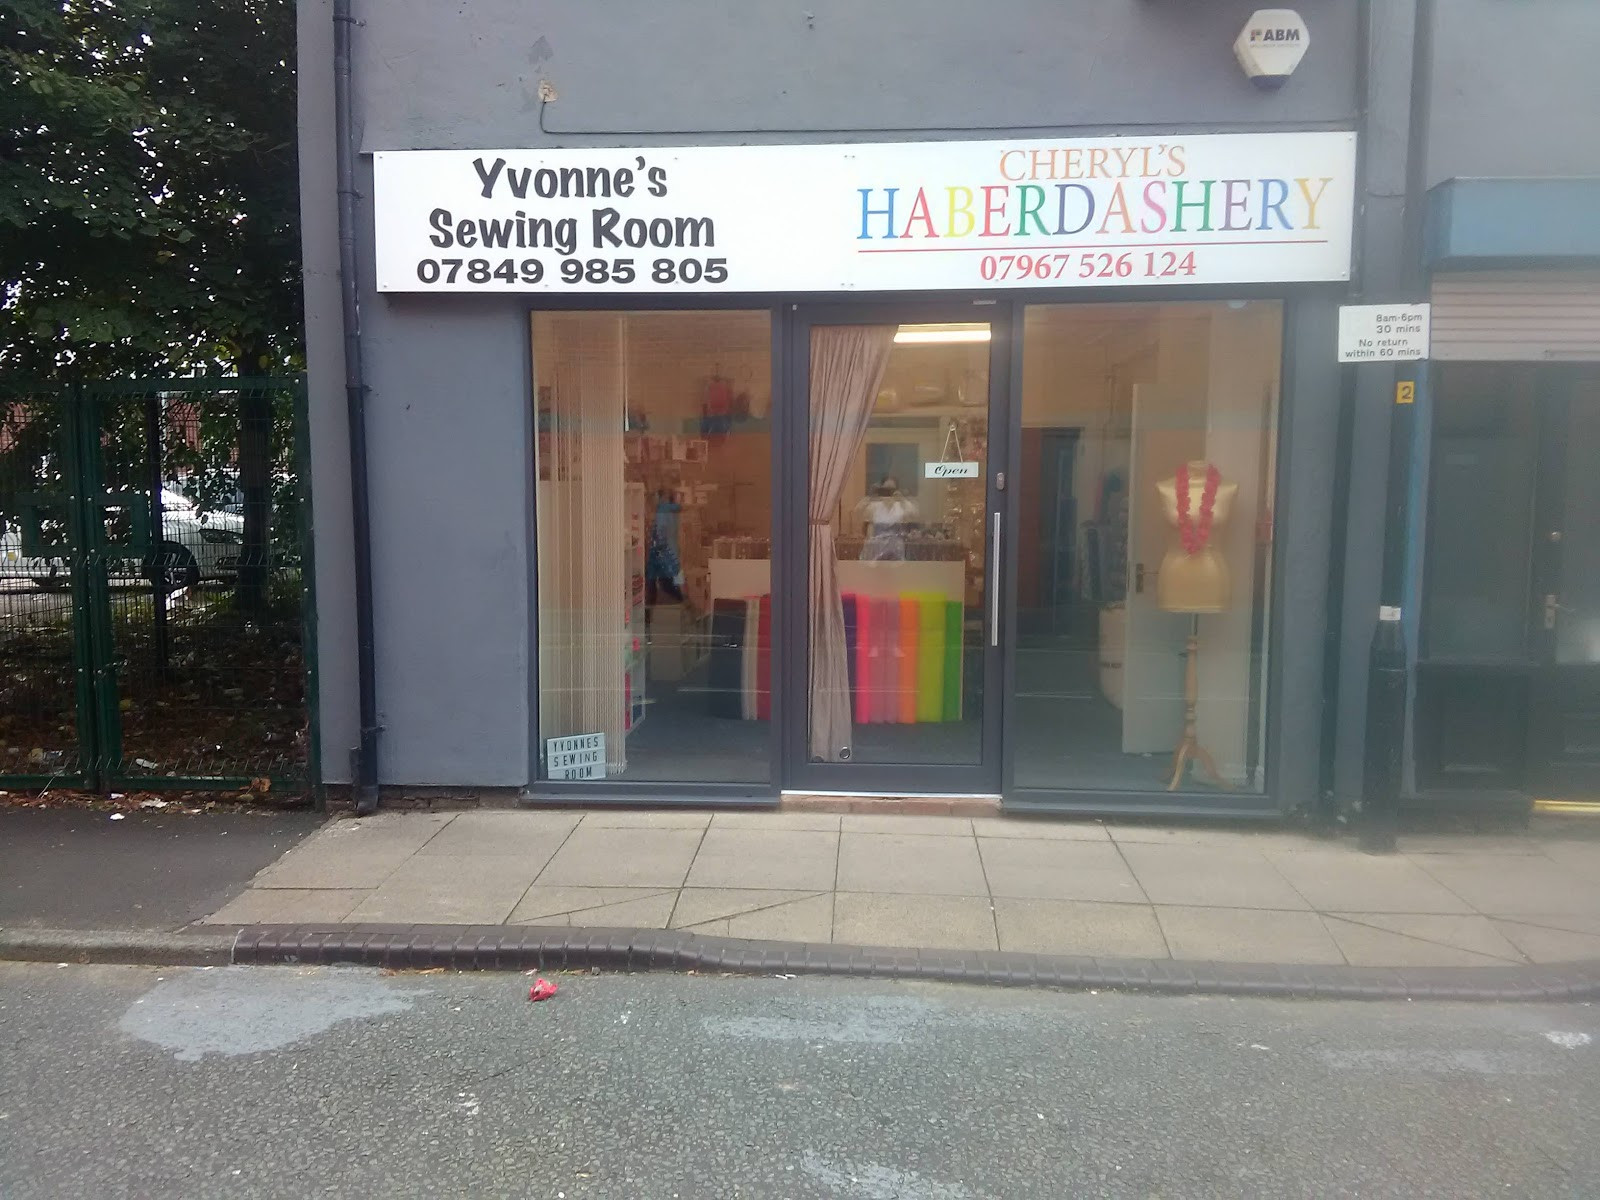 Yvonne's
Sewing Room
07849 985 805
CHERYL'S
HABERDASHERY
07967 526 124
ABM
8am-6pm
30 mins
No return
within 60 mins
2
Open
YVONNES
SEWING
ROOM